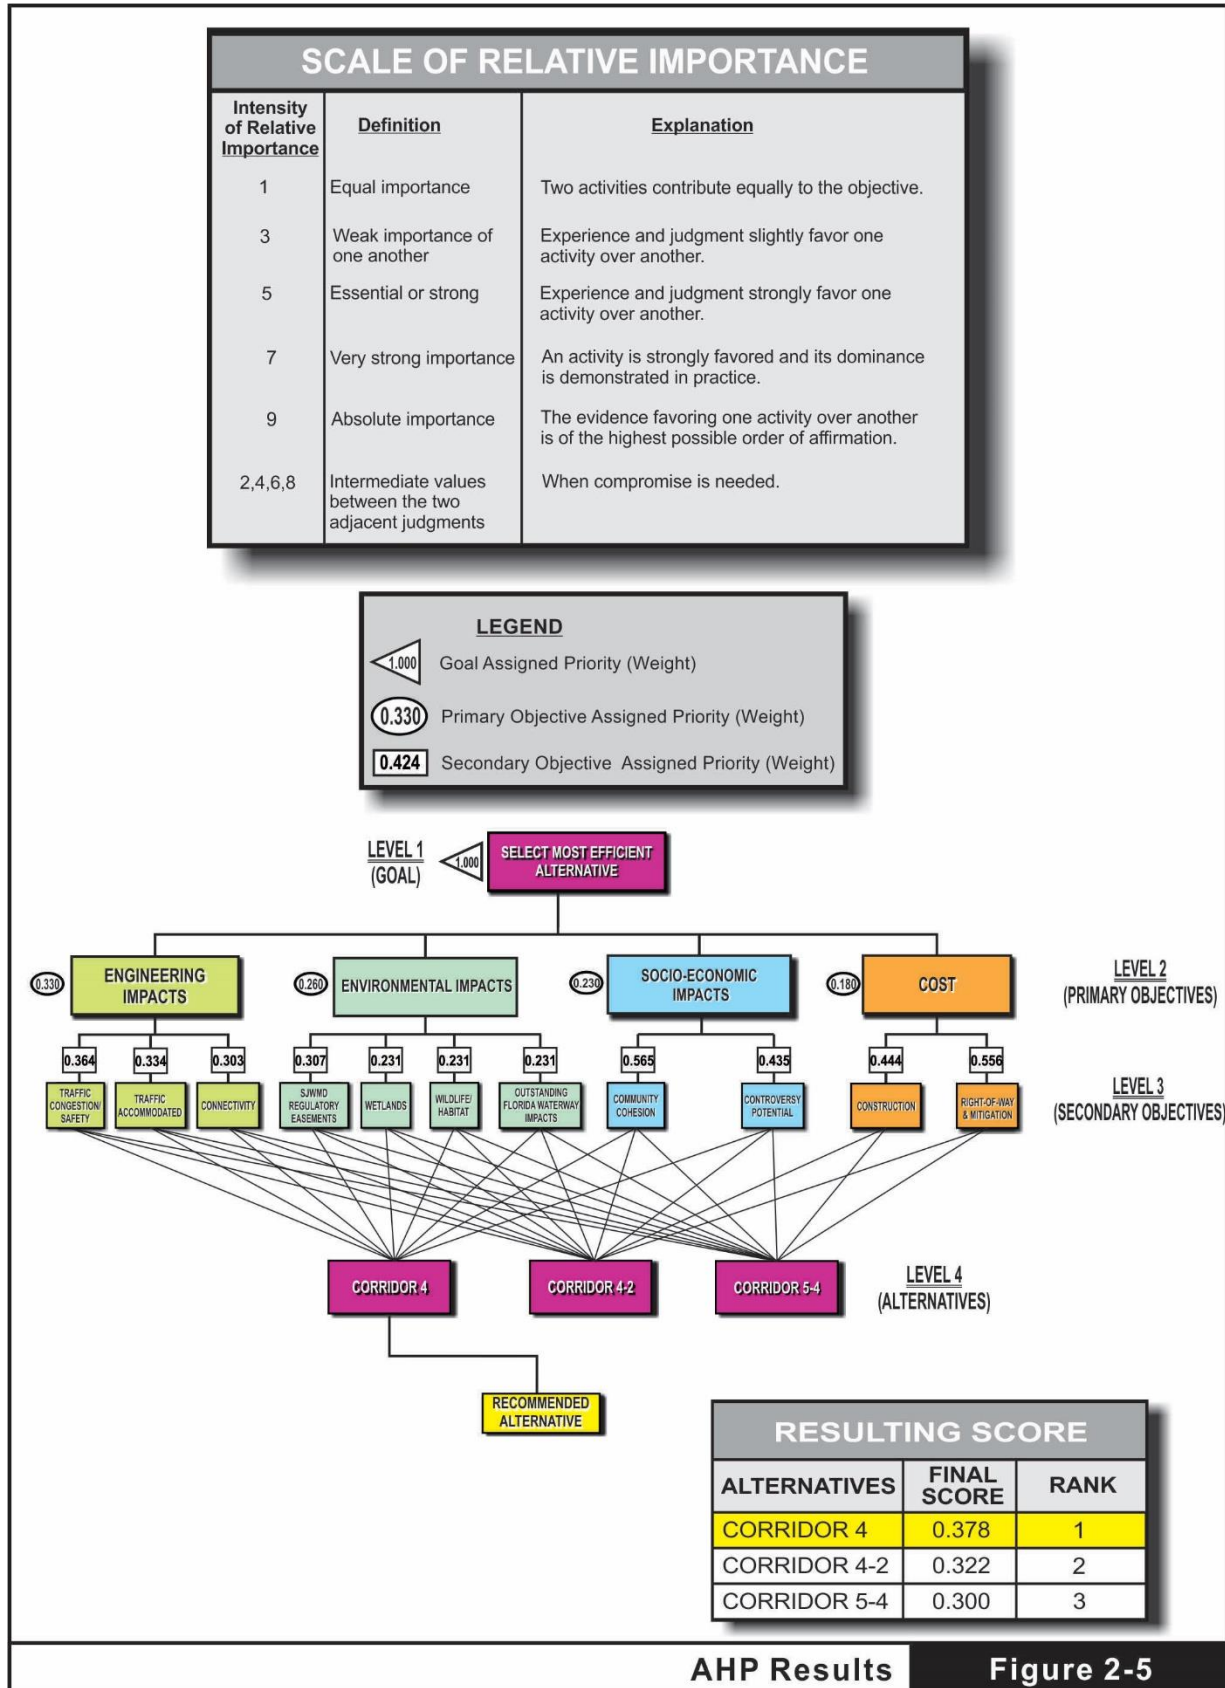 SCALE OF RELATIVE IMPORTANCE
Intensity
of Relative
Importance
Definition
Explanation
1
Equal importance
Two activities contribute equally to the objective.
3
Weak importance of
one another
Experience and judgment slightly favor one
activity over another.
5
Essential or strong
Experience and judgment strongly favor one
activity over another.
7
Very strong importance
An activity is strongly favored and its dominance
is demonstrated in practice.
9
Absolute importance
The evidence favoring one activity over another
is of the highest possible order of affirmation.
2,4,6,8
Intermediate values
between the two
adjacent judgments
When compromise is needed.
LEGEND
1.000
Goal Assigned Priority (Weight)
0.330
Primary Objective Assigned Priority (Weight)
0.424
Secondary Objective Assigned Priority (Weight)
LEVEL 1
(GOAL)
1.000
SELECT MOST EFFICIENT
ALTERNATIVE
0.330
ENGINEERING
IMPACTS
0.260
ENVIRONMENTAL IMPACTS
0.230
SOCIO-ECONOMIC
IMPACTS
0.180
COST
LEVEL 2
(PRIMARY OBJECTIVES)
0.364
0.334
0.303
0.307
0.231
0.231
0.231
0.565
0.435
0.444
0.556
TRAFFIC
CONGESTION/
SAFETY
TRAFFIC
ACCOMMODATED
CONNECTIVITY
SJWMD
REGULATORY
EASEMENTS
WETLANDS
WILDLIFE/
HABITAT
OUTSTANDING
FLORIDA WATERWAY
IMPACTS
COMMUNITY
COHESION
CONTROVERSY
POTENTIAL
CONSTRUCTION
RIGHT-OF-WAY
& MITIGATION
LEVEL 3
(SECONDARY OBJECTIVES)
CORRIDOR 4
CORRIDOR 4-2
CORRIDOR 5-4
LEVEL 4
(ALTERNATIVES)
RECOMMENDED
ALTERNATIVE
RESULTING SCORE
ALTERNATIVES
FINAL
SCORE
RANK
CORRIDOR 4
0.378
1
CORRIDOR 4-2
0.322
2
CORRIDOR 5-4
0.300
3
AHP Results
Figure 2-5